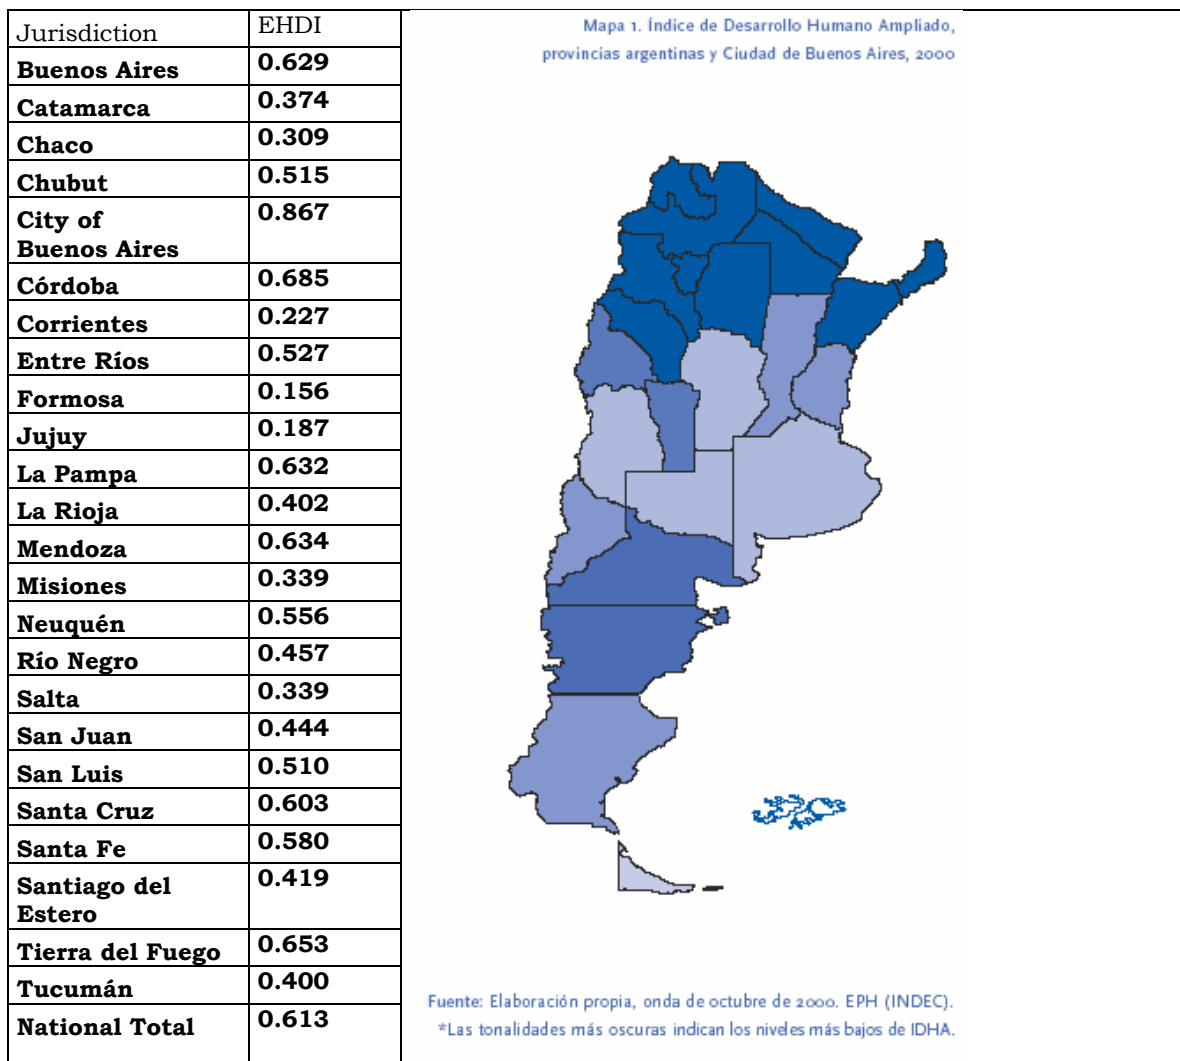 Jurisdiction EHDI
Buenos Aires 0.629
Catamarca 0.374
Chaco 0.309
Chubut 0.515
City of 0.867
Buenos Aires
Córdoba 0.685
Corrientes 0.227
Entre Ríos 0.527
Formosa 0.156
Jujuy 0.187
La Pampa 0.632
La Rioja 0.402
Mendoza 0.634
Misiones 0.339
Neuquén 0.556
Río Negro 0.457
Salta 0.339
San Juan 0.444
San Luis 0.510
Santa Cruz 0.603
Santa Fe 0.580
Santiago del 0.419
Estero
Tierra del Fuego 0.653
Tucumán 0.400
National Total 0.613
Mapa 1. Índice de Desarrollo Humano Ampliado,
provincias argentinas y Ciudad de Buenos Aires, 2000
Fuente: Elaboración propia, onda de octubre de 2000. EPH (INDEC).
*Las tonalidades más oscuras indican los niveles más bajos de IDHA.